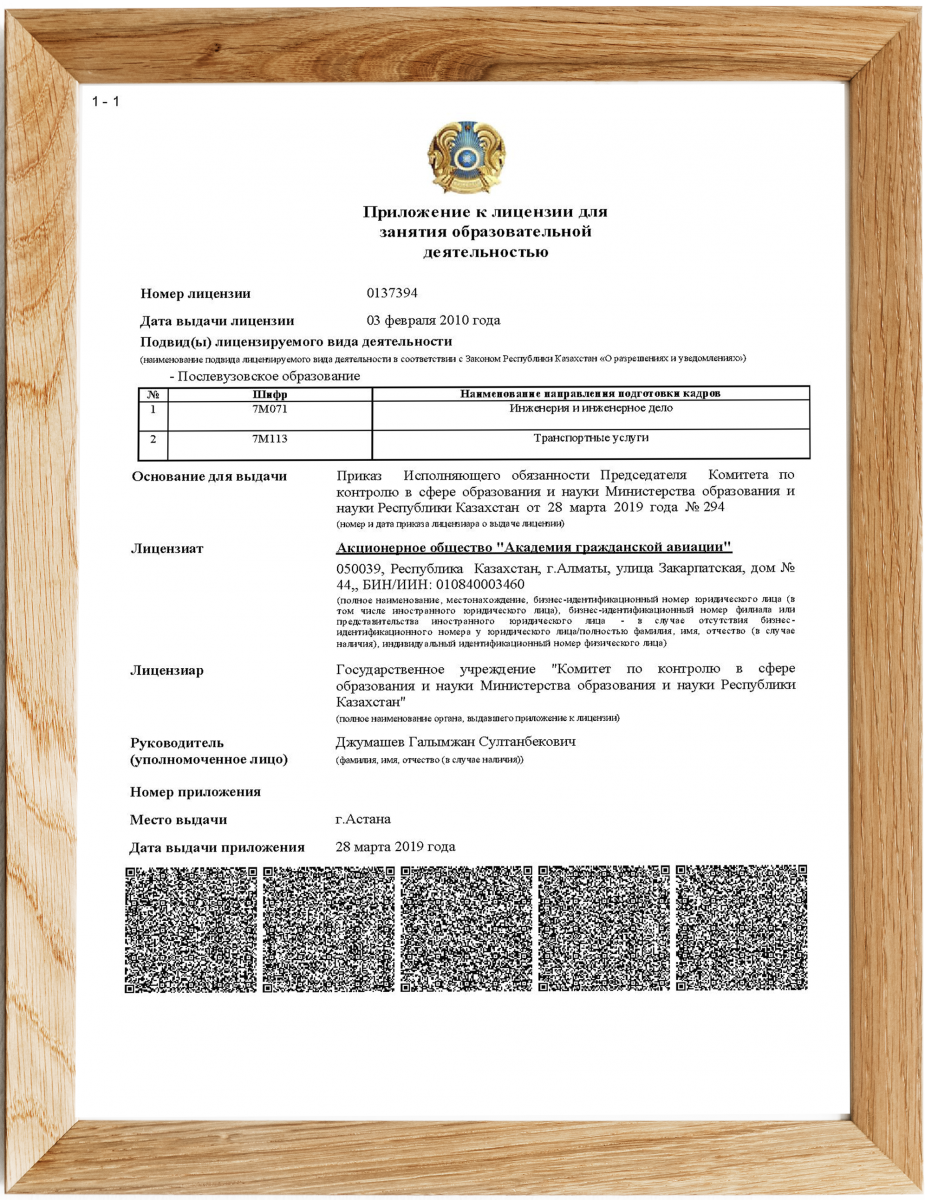 1 - 1
Приложение к лицензии для
занятия образовательной
деятельностью
Номер лицензии 0137394
Дата выдачи лицензии 03 февраля 2010 года
Подвид(ы) лицензируемого вида деятельности
(наименование подвида лицензируемого вида деятельности в соответствии с Законом Республики Казахстан «О разрешениях и уведомлениях»)
- Послевузовское образование
№ Шифр Наименование направления подготовки кадров
1 7М071 Инженерия и инженерное дело
2 7М113 Транспортные услуги
Основание для выдачи Приказ Исполняющего обязанности Председателя Комитета по
контролю в сфере образования и науки Министерства образования и
науки Республики Казахстан от 28 марта 2019 года № 294
(номер и дата приказа лицензиара о выдаче лицензии)
Лицензиат Акционерное общество "Академия гражданской авиации"
050039, Республика Казахстан, г.Алматы, улица Закарпатская, дом №
44,, БИН/ИИН: 010840003460
(полное наименование, местонахождение, бизнес-идентификационный номер юридического лица (в
том числе иностранного юридического лица), бизнес-идентификационный номер филиала или
представительства иностранного юридического лица - в случае отсутствия бизнес-
идентификационного номера у юридического лица/полностью фамилия, имя, отчество (в случае
наличия), индивидуальный идентификационный номер физического лица)
Лицензиар Государственное учреждение "Комитет по контролю в сфере
образования и науки Министерства образования и науки Республики
Казахстан"
(полное наименование органа, выдавшего приложение к лицензии)
Руководитель Джумашев Галымжан Султанбекович
(уполномоченное лицо) (фамилия, имя, отчество (в случае наличия))
Номер приложения
Место выдачи г.Астана
Дата выдачи приложения 28 марта 2019 года